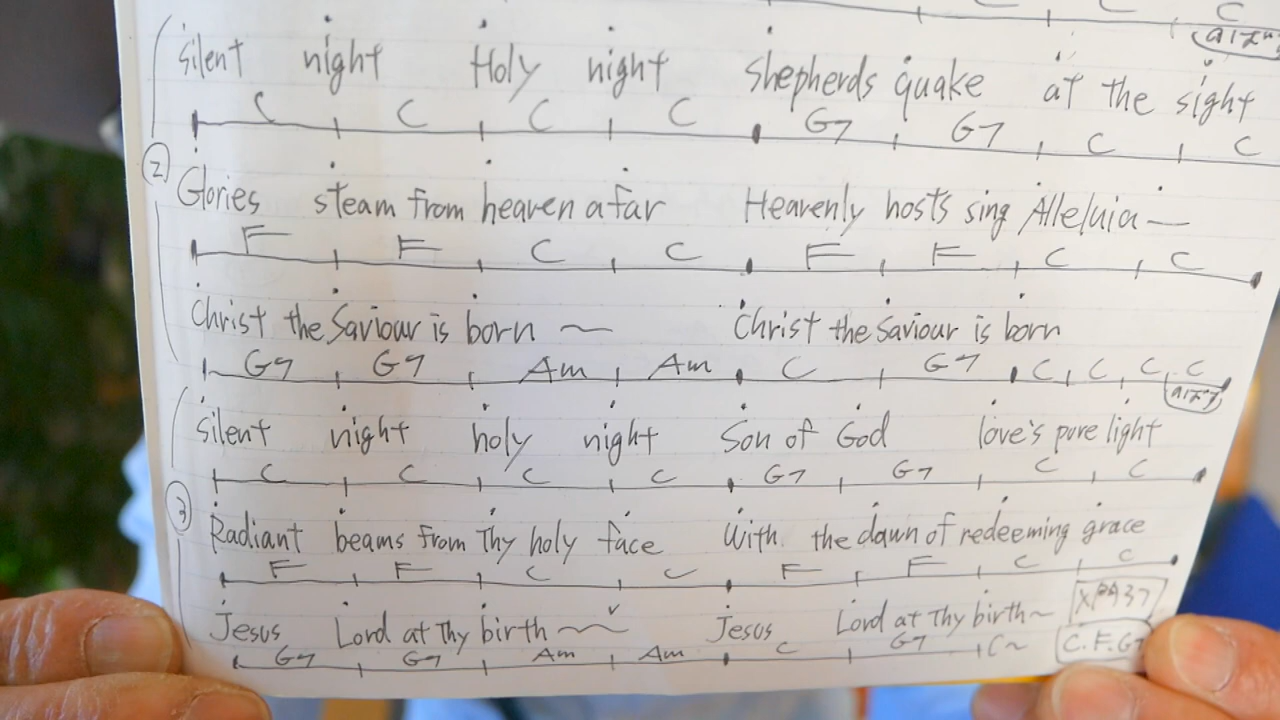 C
Silent night Holy night Shepherds quake at the sight
C C C C G7 G7 C C
② Glories steam from heaven afar Heavenly hosts sing Alleluia —
F F C C F F C C
Christ the Saviour is born ~ Christ the Saviour is born
G7 G7 Am Am C G7 C C C C
Silent night holy night Son of God love's pure light
C C C C G7 G7 C C
③ Radiant beams from Thy holy face With the dawn of redeeming grace
F F C C F F C C
Jesus Lord at Thy birth ~ Jesus Lord at Thy birth ~
G7 G7 Am Am C G7 C ~ C. F. G7